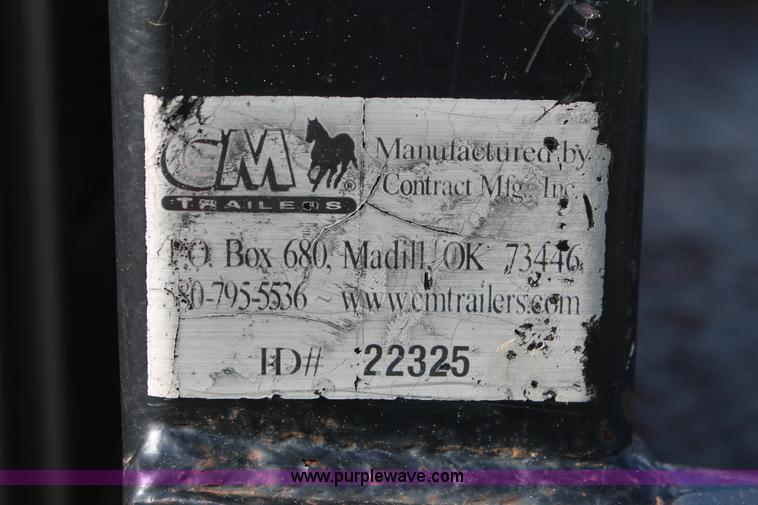 CM
TRAILERS
®
Manufactured by
Contract Mfg, Inc.
P.O. Box 680, Madill, OK 73446
80-795-5536 ~ www.cmtrailers.com
ID# 22325
www.purplewave.com